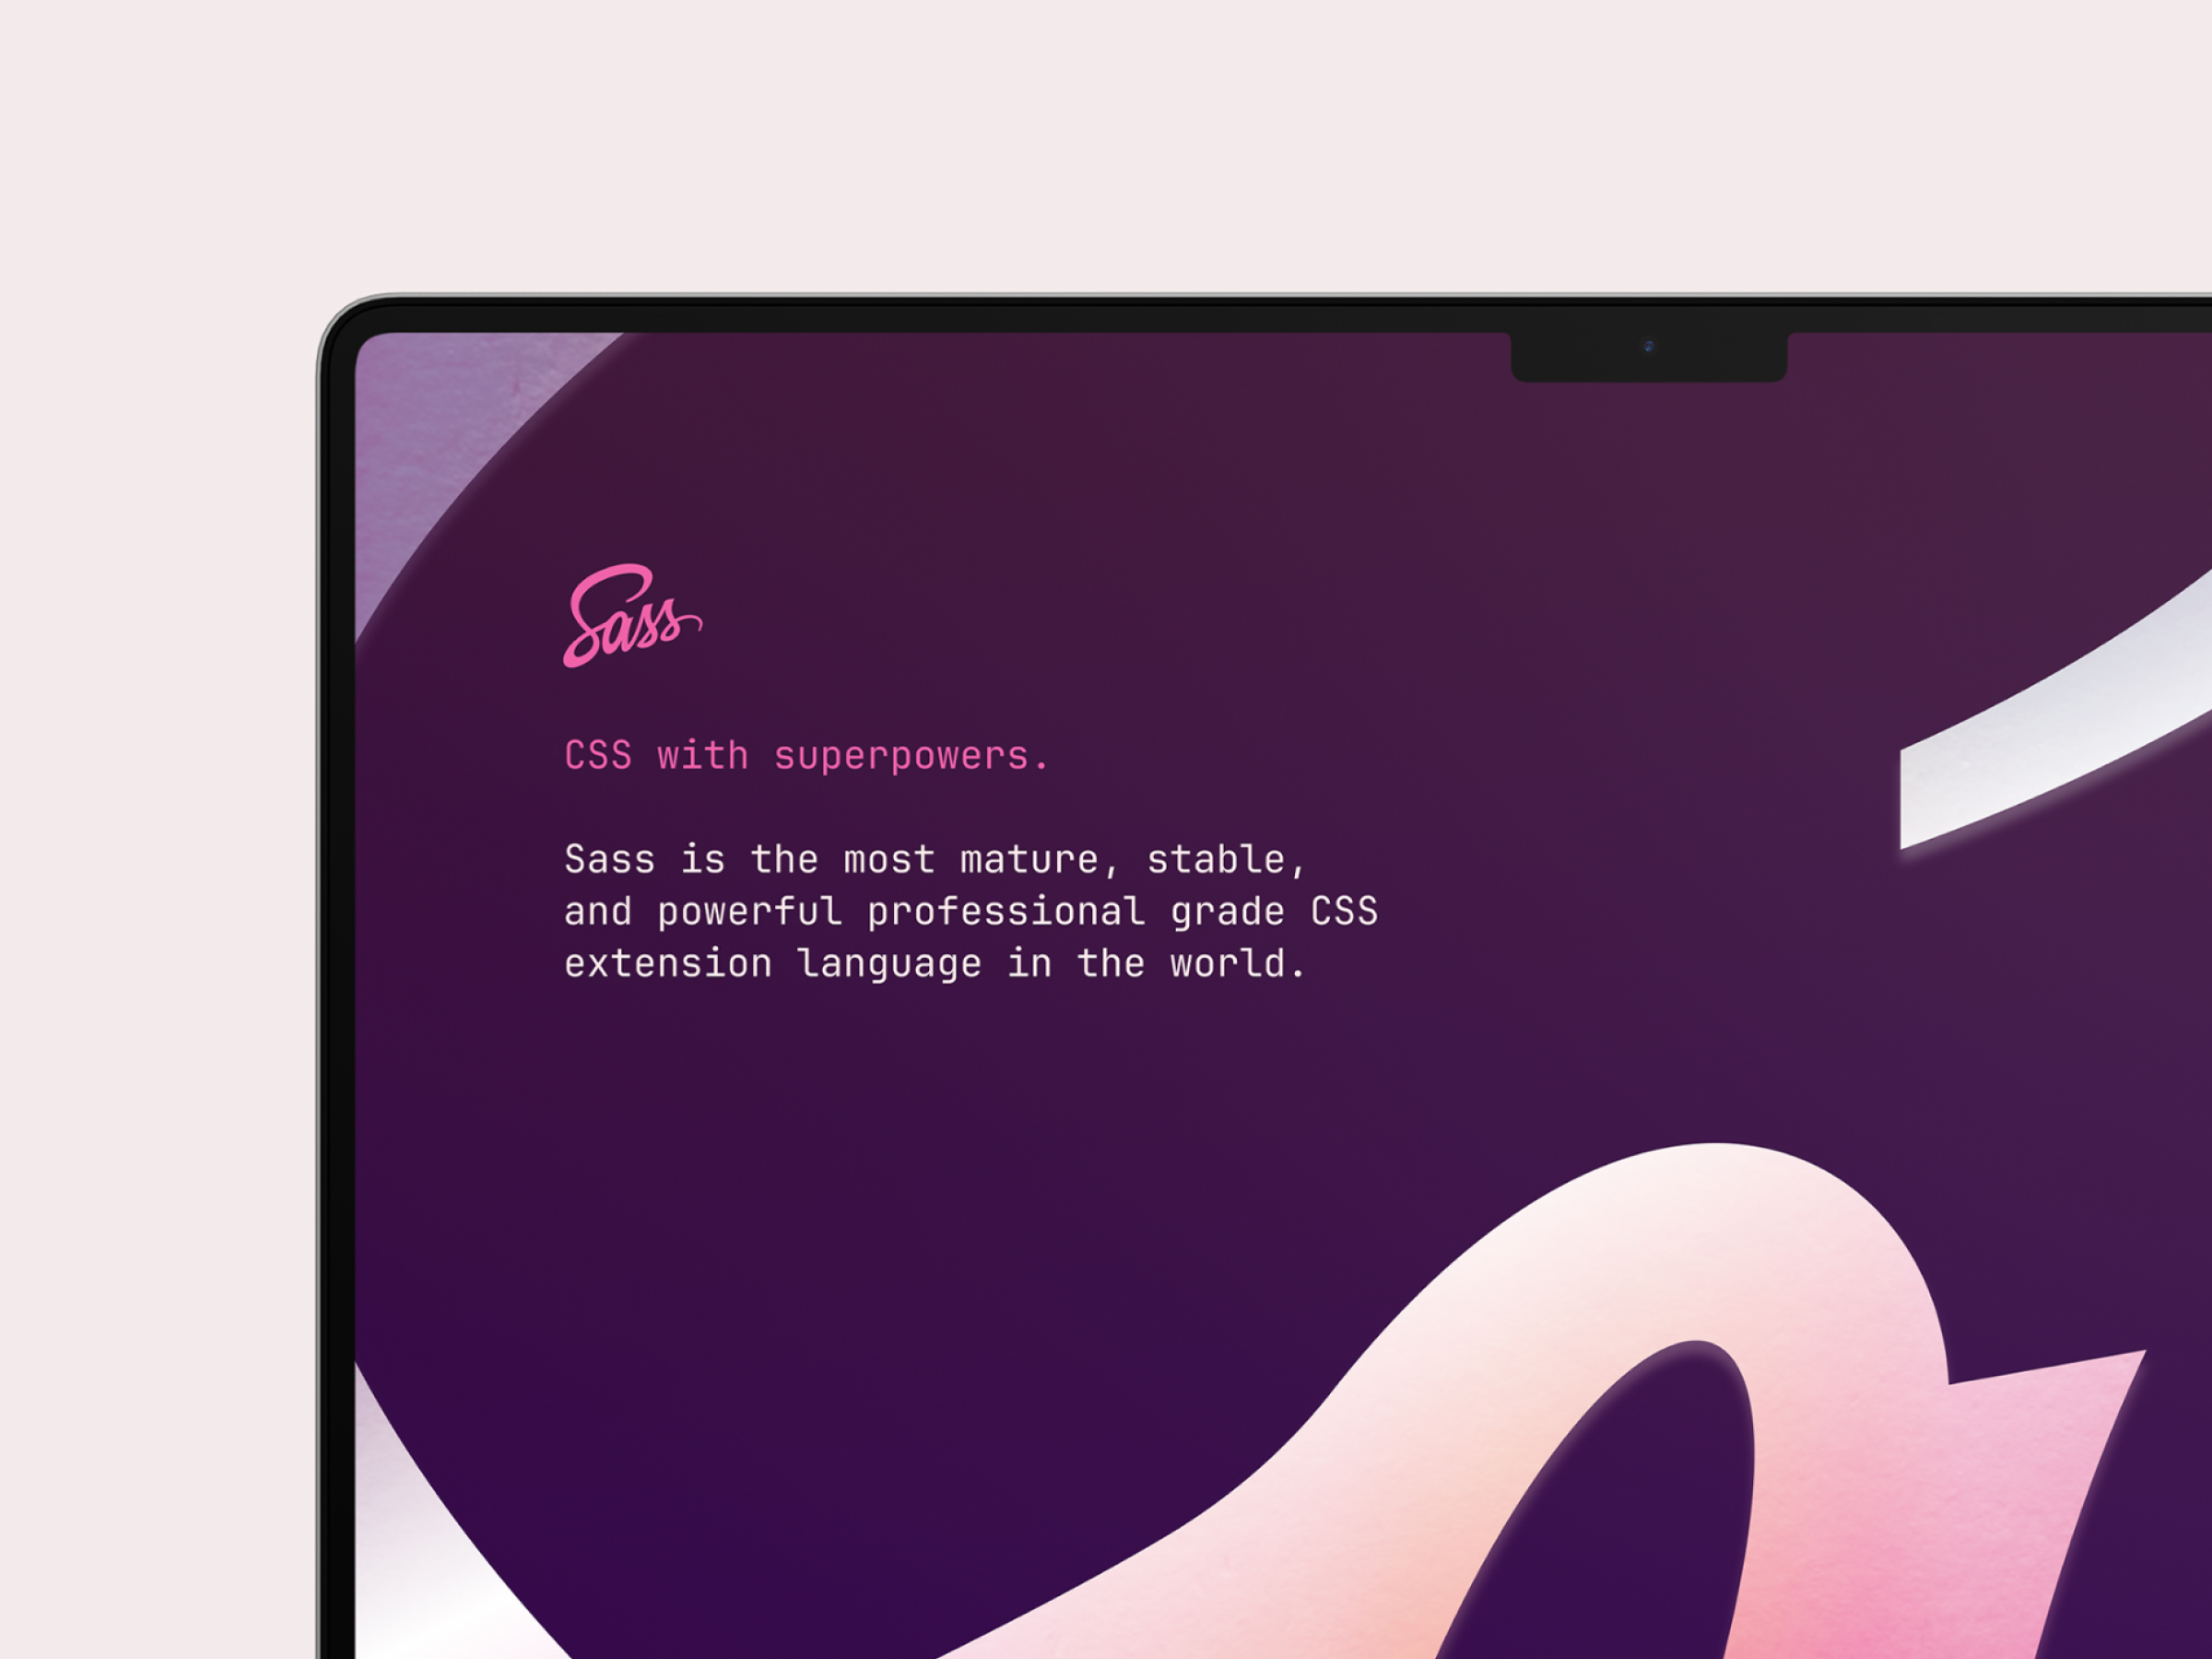 Sass
CSS with superpowers.
Sass is the most mature, stable,
and powerful professional grade CSS
extension language in the world.